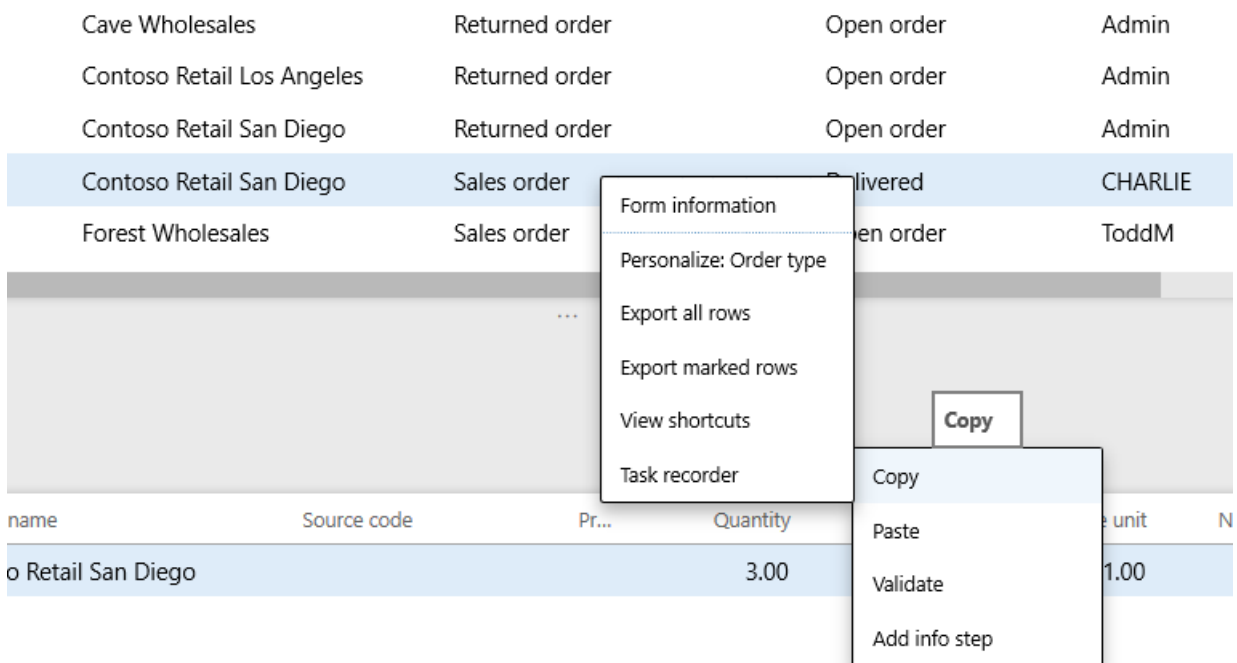 Cave Wholesales Returned order Open order Admin
Contoso Retail Los Angeles Returned order Open order Admin
Contoso Retail San Diego Returned order Open order Admin
Contoso Retail San Diego Sales order livered CHARLIE
Form information
Forest Wholesales Sales order en order ToddM
Personalize: Order type
Export all rows
...
Export marked rows
View shortcuts
Copy
Task recorder
Copy
name Source code Pr... Quantity unit N
Paste
o Retail San Diego 3.00 1.00
Validate
Add info step